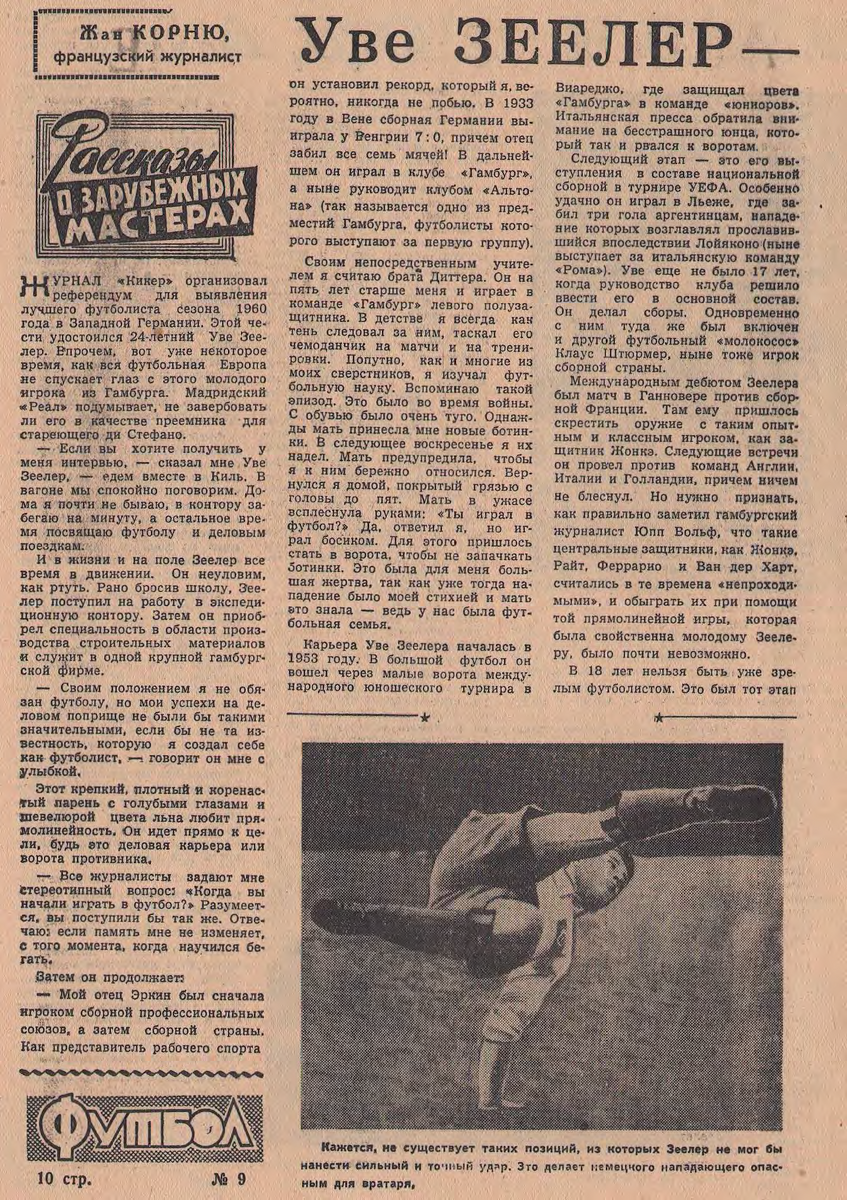 Жан КОРНЮ,
французский журналист
Уве ЗЕЕЛЕР—
Рассказы
О ЗАРУБЕЖНЫХ
МАСТЕРАХ
ЖУРНАЛ «Кикер» организовал
референдум для выявления
лучшего футболиста сезона 1960
года в Западной Германии. Этой че-
сти удостоился 24-летний Уве Зее-
лер. Впрочем, вот уже некоторое
время, как вся футбольная Европа
не спускает глаз с этого молодого
игрока из Гамбурга. Мадридский
«Реал» подумывает, не завербовать
ли его в качестве преемника для
стареющего ди Стефано.
— Если вы хотите получить у
меня интервью, — сказал мне Уве
Зеелер, — едем вместе в Киль. В
вагоне мы спокойно поговорим. До-
ма я почти не бываю, в контору за-
бегаю на минуту, а остальное вре-
мя посвящаю футболу и деловым
поездкам.
И в жизни и на поле Зеелер все
время в движении. Он неуловим,
как ртуть. Рано бросив школу, Зее-
лер поступил на работу в экспеди-
ционную контору. Затем он приоб-
рел специальность в области произ-
водства строительных материалов
и служит в одной крупной гамбург-
ской фирме.
— Своим положением я не обя-
зан футболу, но мои успехи на де-
ловом поприще не были бы такими
значительными, если бы не та из-
вестность, которую я создал себе
как футболист, — говорит он мне с
улыбкой.
Этот крепкий, плотный и коренас-
тый парень с голубыми глазами и
шевелюрой цвета льна любит пря-
молинейность. Он идет прямо к це-
ли, будь это деловая карьера или
ворота противника.
— Все журналисты задают мне
стереотипный вопрос: «Когда вы
начали играть в футбол?» Разумеет-
ся, вы поступили бы так же. Отве-
чаю: если память мне не изменяет,
с того момента, когда научился бе-
гать.
Затем он продолжает:
— Мой отец Эркин был сначала
игроком сборной профессиональных
союзов, а затем сборной страны.
Как представитель рабочего спорта
он установил рекорд, который я, ве-
роятно, никогда не побью. В 1933
году в Вене сборная Германии вы-
играла у Венгрии 7:0, причем отец
забил все семь мячей! В дальней-
шем он играл в клубе «Гамбург»,
а ныне руководит клубом «Альто-
на» (так называется одно из пред-
местий Гамбурга, футболисты кото-
рого выступают за первую группу).
Своим непосредственным учите-
лем я считаю брата Диттера. Он на
пять лет старше меня и играет в
команде «Гамбург» левого полуза-
щитника. В детстве я всегда как
тень следовал за ним, таскал его
чемоданчик на матчи и на трени-
ровки. Попутно, как и многие из
моих сверстников, я изучал фут-
больную науку. Вспоминаю такой
эпизод. Это было во время войны.
С обувью было очень туго. Однаж-
ды мать принесла мне новые ботин-
ки. В следующее воскресенье я их
надел. Мать предупредила, чтобы
я к ним бережно относился. Вер-
нулся я домой, покрытый грязью с
головы до пят. Мать в ужасе
всплеснула руками: «Ты играл в
футбол?» Да, ответил я, но иг-
рал босиком. Для этого пришлось
стать в ворота, чтобы не запачкать
ботинки. Это была для меня боль-
шая жертва, так как уже тогда на-
падение было моей стихией и мать
это знала — ведь у нас была фут-
больная семья.
Карьера Уве Зеелера началась в
1953 году. В большой футбол он
вошел через малые ворота между-
народного юношеского турнира в
Виареджо, где защищал цвета
«Гамбурга» в команде «юниоров».
Итальянская пресса обратила вни-
мание на бесстрашного юнца, кото-
рый так и рвался к воротам.
Следующий этап — это его вы-
ступления в составе национальной
сборной в турнире УЕФА. Особенно
удачно он играл в Льеже, где за-
бил три гола аргентинцам, нападе-
ние которых возглавлял прославив-
шийся впоследствии Лойяконо (ныне
выступает за итальянскую команду
«Рома»). Уве еще не было 17 лет,
когда руководство клуба решило
ввести его в основной состав.
Он делал сборы. Одновременно
с ним туда же был включен
и другой футбольный «молокосос»
Клаус Штюрмер, ныне тоже игрок
сборной страны.
Международным дебютом Зеелера
был матч в Ганновере против сбор-
ной Франции. Там ему пришлось
скрестить оружие с таким опыт-
ным и классным игроком, как за-
щитник Жонкэ. Следующие встречи
он провел против команд Англии,
Италии и Голландии, причем ничем
не блеснул. Но нужно признать,
как правильно заметил гамбургский
журналист Юпп Вольф, что такие
центральные защитники, как Жонкэ,
Райт, Феррарио и Ван дер Харт,
считались в те времена «непроходи-
мыми», и обыграть их при помощи
той прямолинейной игры, которая
была свойственна молодому Зееле-
ру, было почти невозможно.
В 18 лет нельзя быть уже зре-
лым футболистом. Это был тот этап
Кажется, не существует таких позиций, из которых Зеелер не мог бы
нанести сильный и точный удар. Это делает немецкого нападающего опас-
ным для вратаря.
Футбол
10 стр. № 9